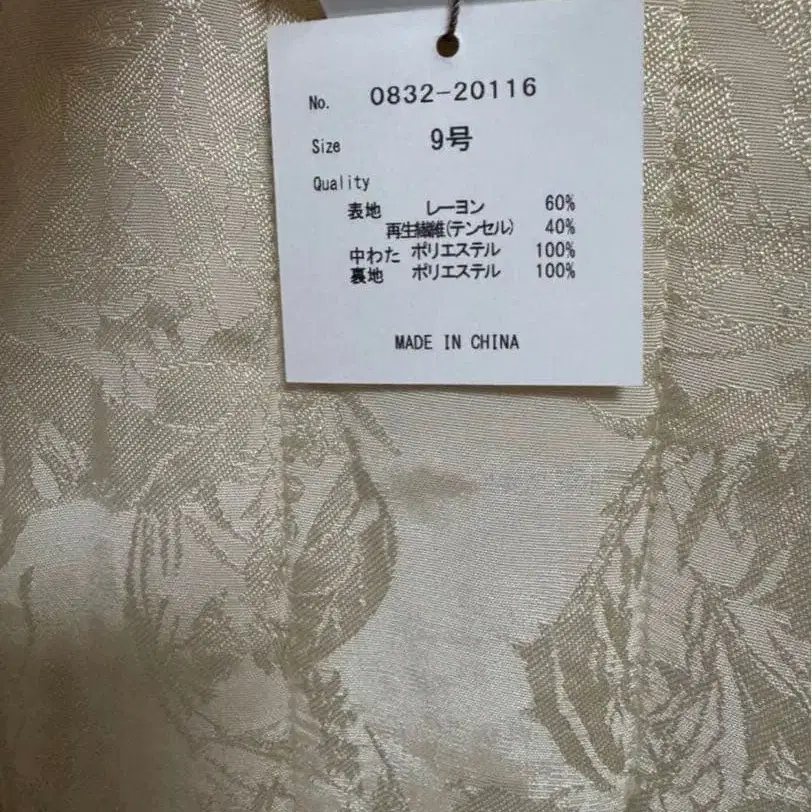 No. 0832-20116
Size 9号
Quality
表地 レーヨン 60%
再生繊維(テンセル) 40%
中わた ポリエステル 100%
裏地 ポリエステル 100%
MADE IN CHINA